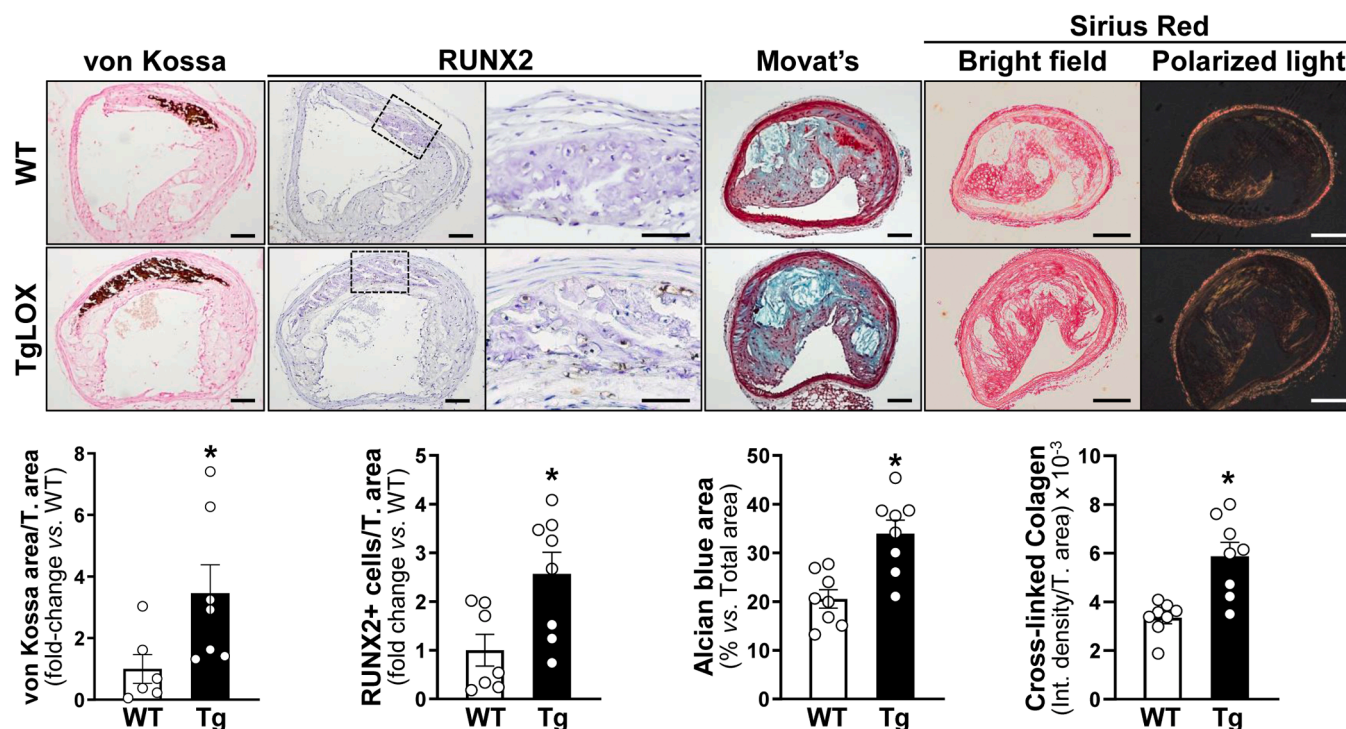 Sirius Red
von Kossa
RUNX2
Movat's
Bright field
Polarized light
WT
TgLOX
von Kossa area/T. area
(fold-change vs. WT)
8
6
4
2
0
*
WT
Tg
RUNX2+ cells/T. area
(fold change vs. WT)
5
4
3
2
1
0
*
WT
Tg
Alcian blue area
(% vs. Total area)
50
40
30
20
10
0
*
WT
Tg
Cross-linked Colagen
(Int. density/T. area) x 10⁻³
10
8
6
4
2
0
*
WT
Tg